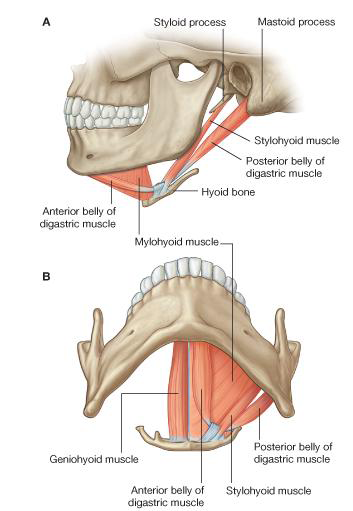 A
Styloid process
Mastoid process
Stylohyoid muscle
Posterior belly of
digastric muscle
Hyoid bone
Anterior belly of
digastric muscle
Mylohyoid muscle
B
Posterior belly of
digastric muscle
Geniohyoid muscle
Anterior belly of
digastric muscle
Stylohyoid muscle